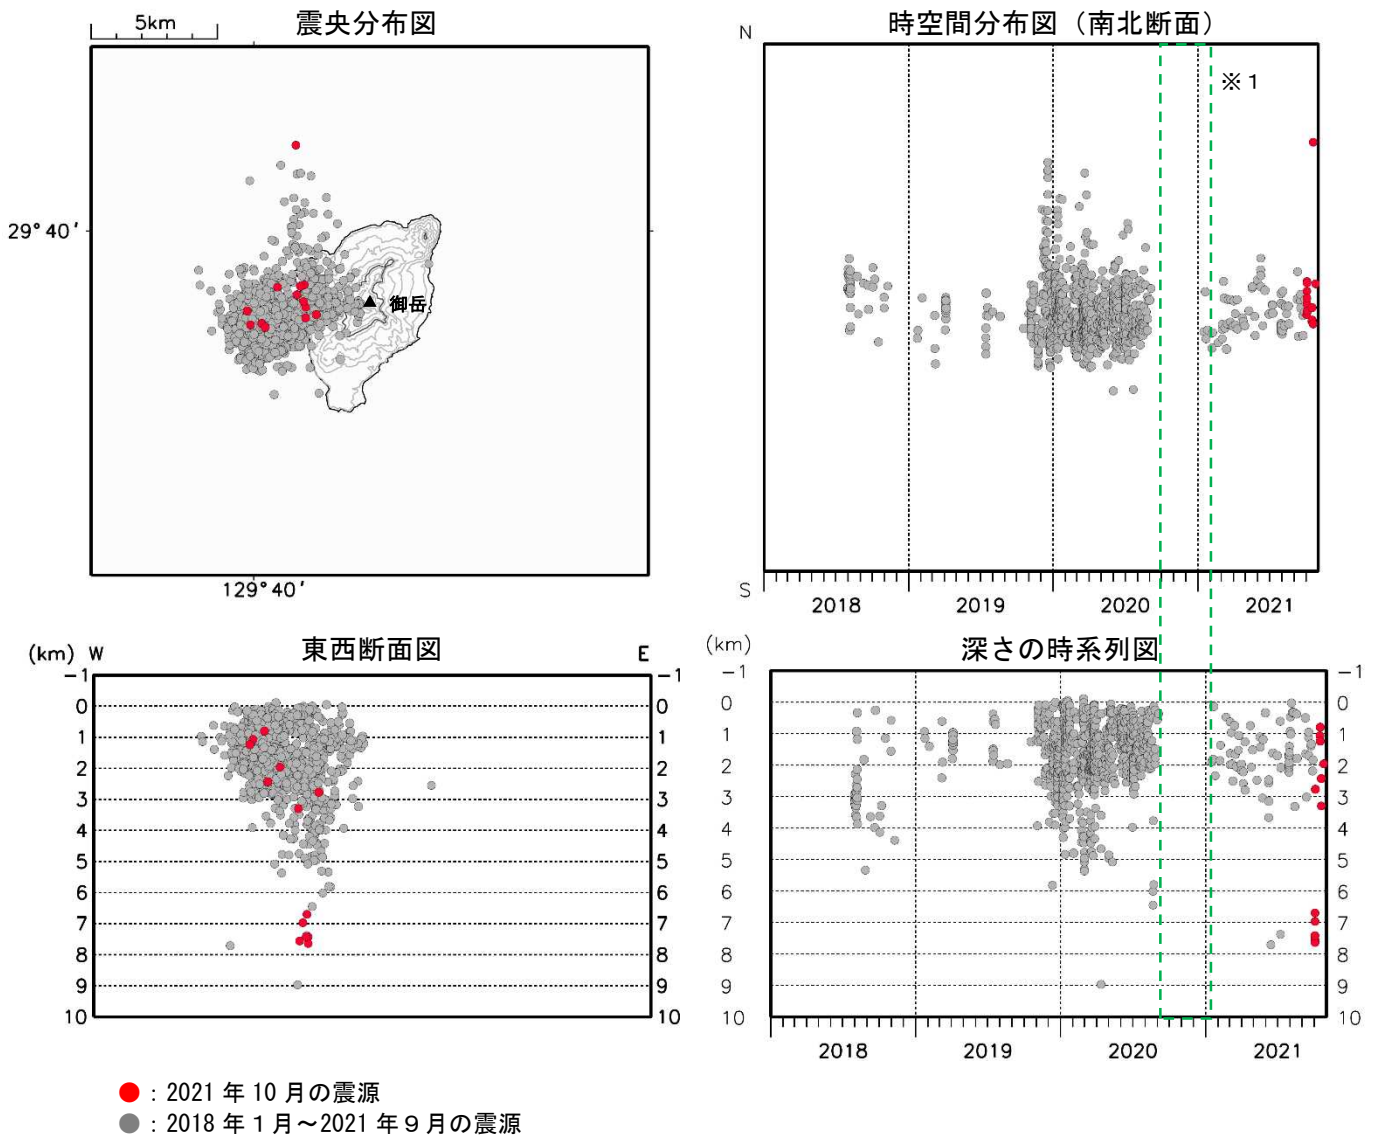 5km
震央分布図
29°40′
御岳
129°40′
時空間分布図（南北断面）
N
※１
S
2018 2019 2020 2021
東西断面図
(km) W E
-1 -1
0 0
1 1
2 2
3 3
4 4
5 5
6 6
7 7
8 8
9 9
10 10
深さの時系列図
(km)
-1 -1
0 0
1 1
2 2
3 3
4 4
5 5
6 6
7 7
8 8
9 9
10 10
2018 2019 2020 2021
：2021 年 10 月の震源
：2018 年１月～2021 年９月の震源